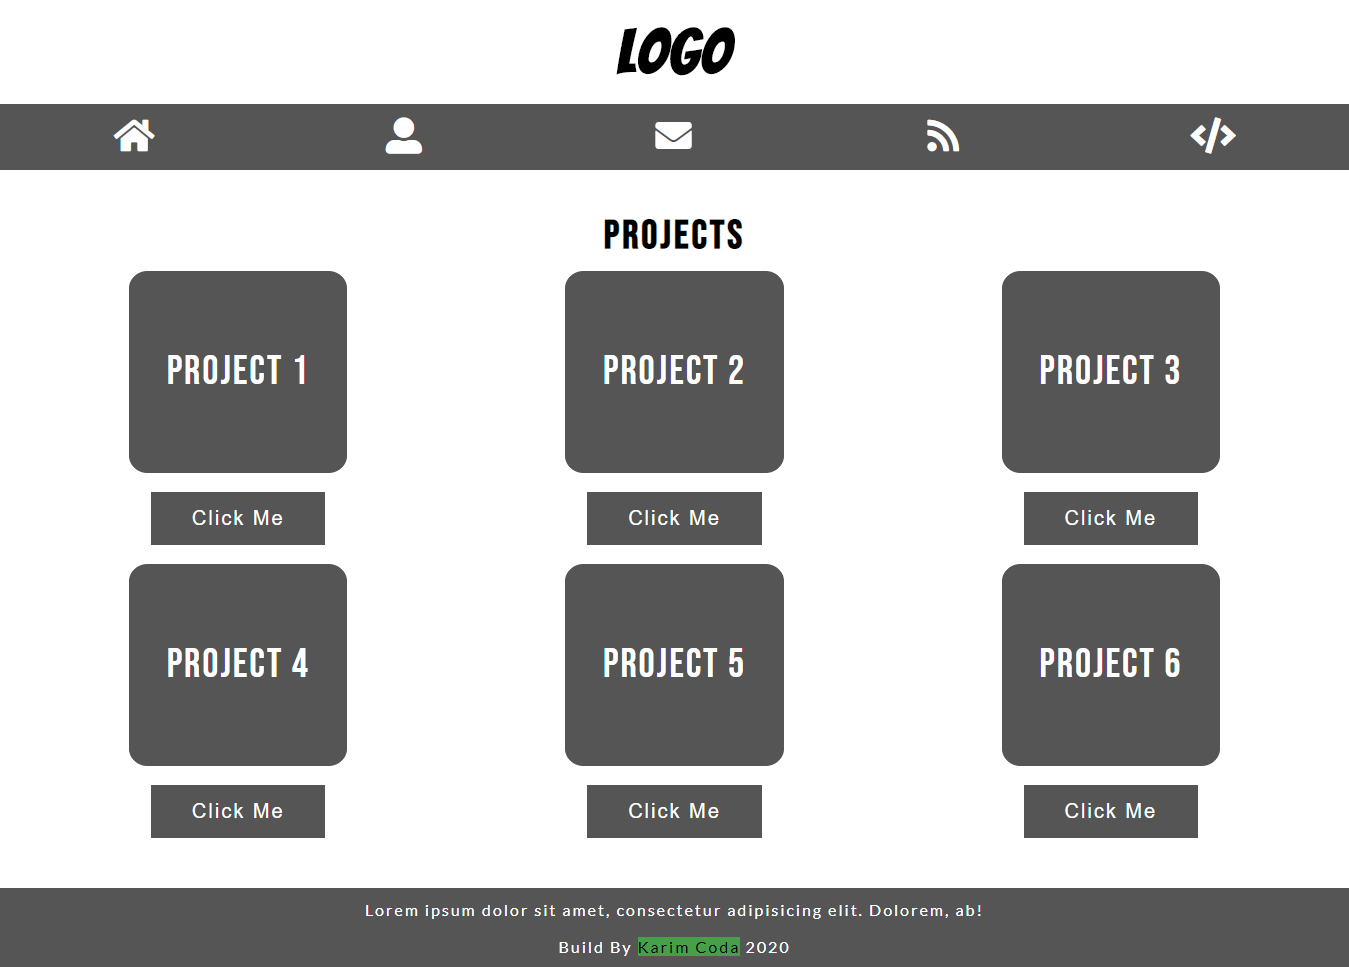 LOGO
PROJECTS
PROJECT 1
PROJECT 2
PROJECT 3
Click Me
Click Me
Click Me
PROJECT 4
PROJECT 5
PROJECT 6
Click Me
Click Me
Click Me
Lorem ipsum dolor sit amet, consectetur adipisicing elit. Dolorem, ab!
Build By Karim Coda 2020